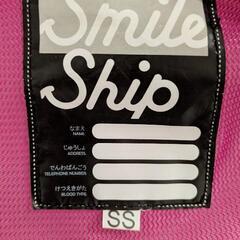 Smile
Ship
なまえ
NAME
じゅうしょ
ADDRESS
でんわばんごう
TELEPHONE NUMBER
けつえきがた
BLOOD TYPE
SS